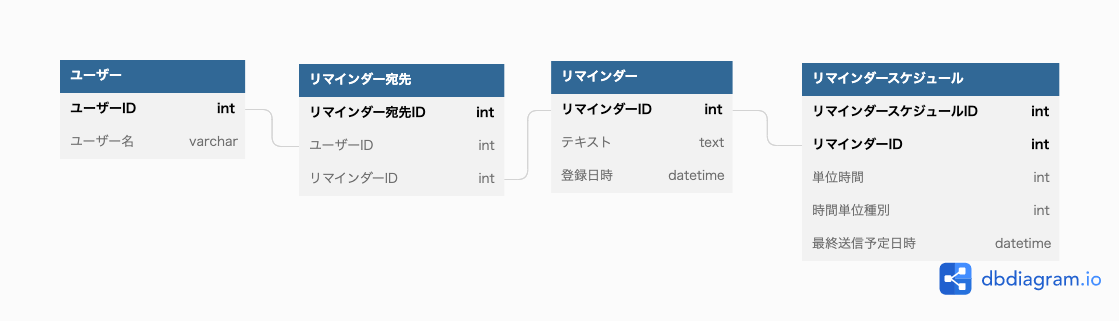 ユーザー
ユーザーID int
ユーザー名 varchar
リマインダー宛先
リマインダー宛先ID int
ユーザーID int
リマインダーID int
リマインダー
リマインダーID int
テキスト text
登録日時 datetime
リマインダースケジュール
リマインダースケジュールID int
リマインダーID int
単位時間 int
時間単位種別 int
最終送信予定日時 datetime
dbdiagram.io